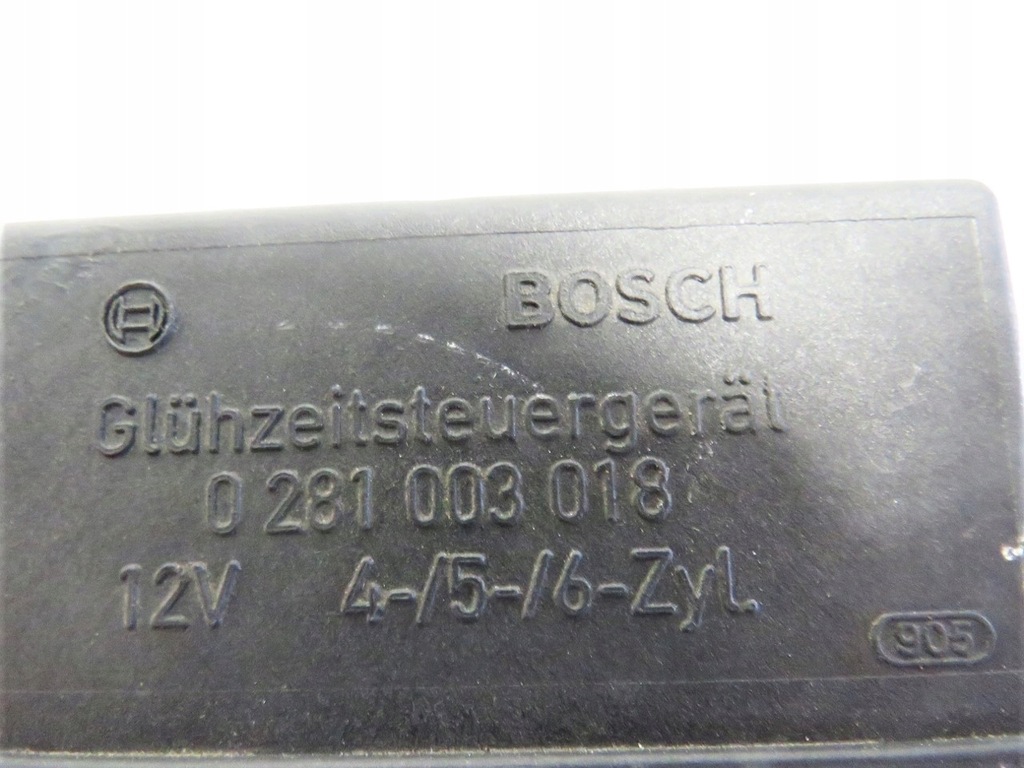 BOSCH
Glühzeitsteuergerät
0 281 003 018
12V 4-/5-/6-Zyl.
905